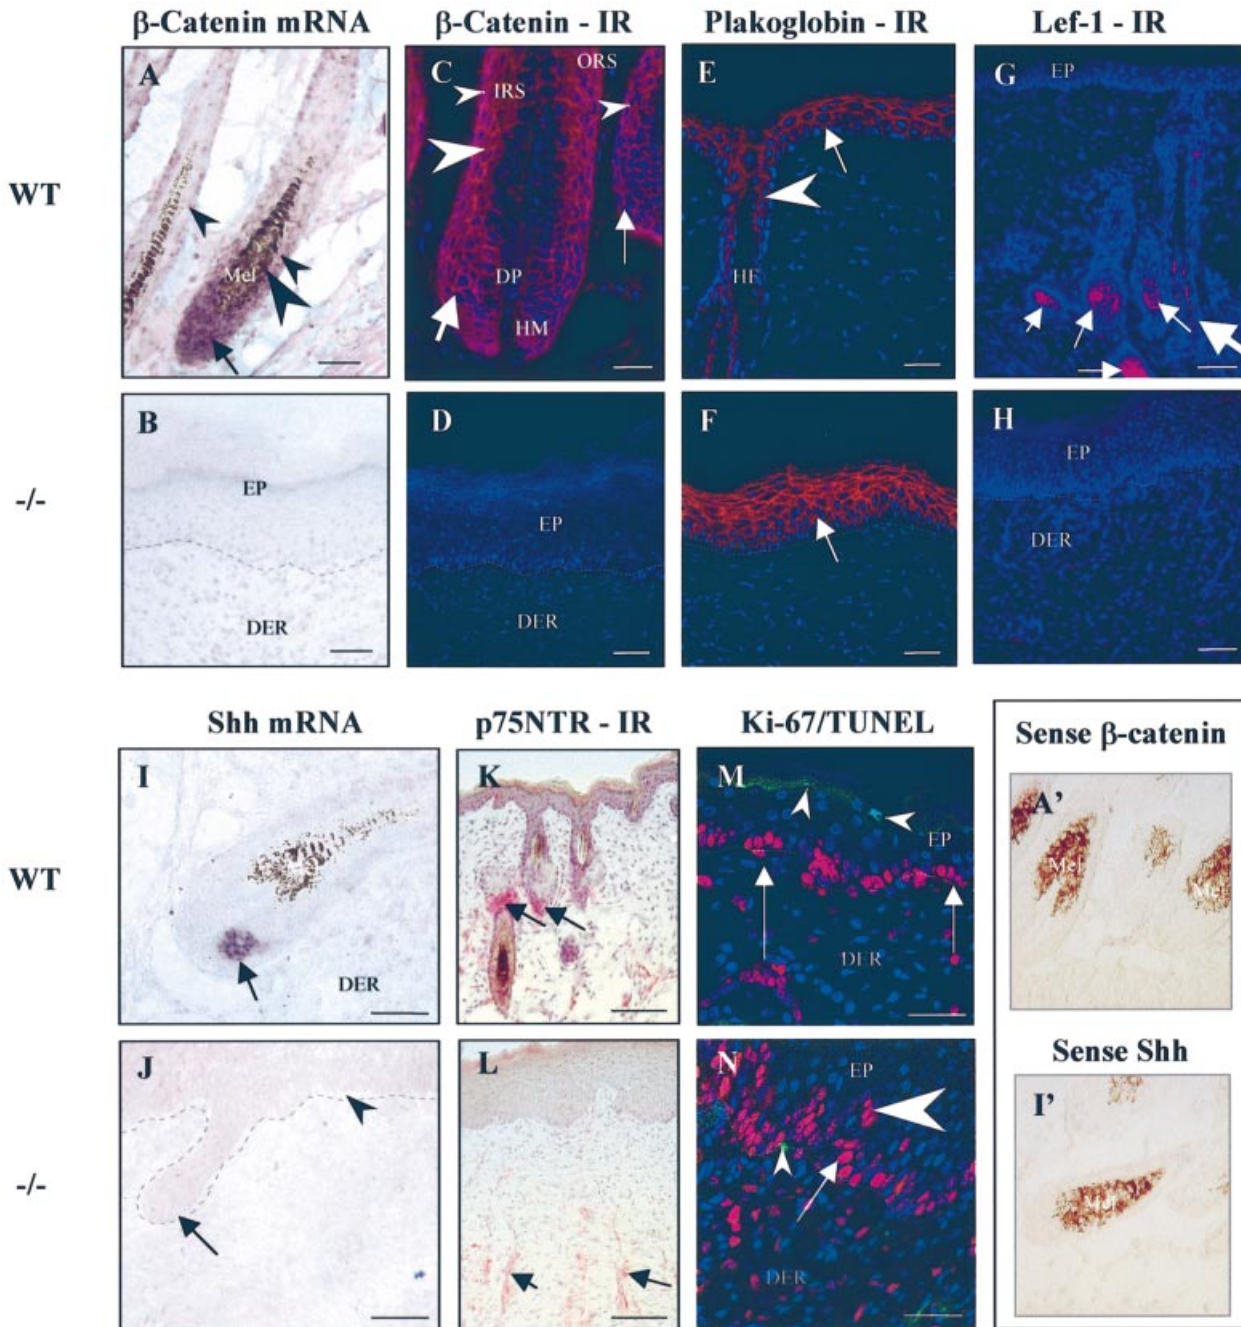 β-Catenin mRNA β-Catenin - IR Plakoglobin - IR Lef-1 - IR
WT
A
Mel
C
ORS
IRS
DP
HM
E
HF
G
EP
-/-
B
EP
DER
D
EP
DER
F
H
EP
DER
Shh mRNA p75NTR - IR Ki-67/TUNEL
WT
I
DER
K
M
EP
DER
Sense β-catenin
A'
Mel
Mel
-/-
J
L
N
EP
DER
Sense Shh
I'
Mel